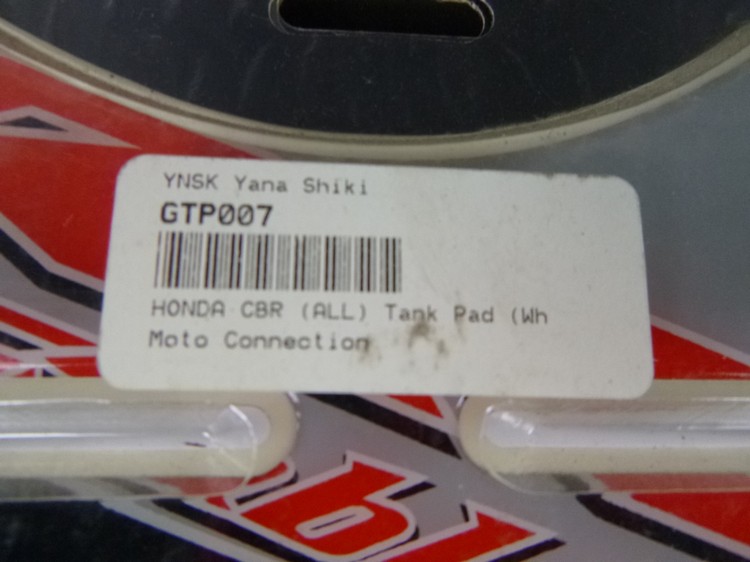 YNSK Yana Shiki
GTP007
HONDA CBR (ALL) Tank Pad (Wh
Moto Connection